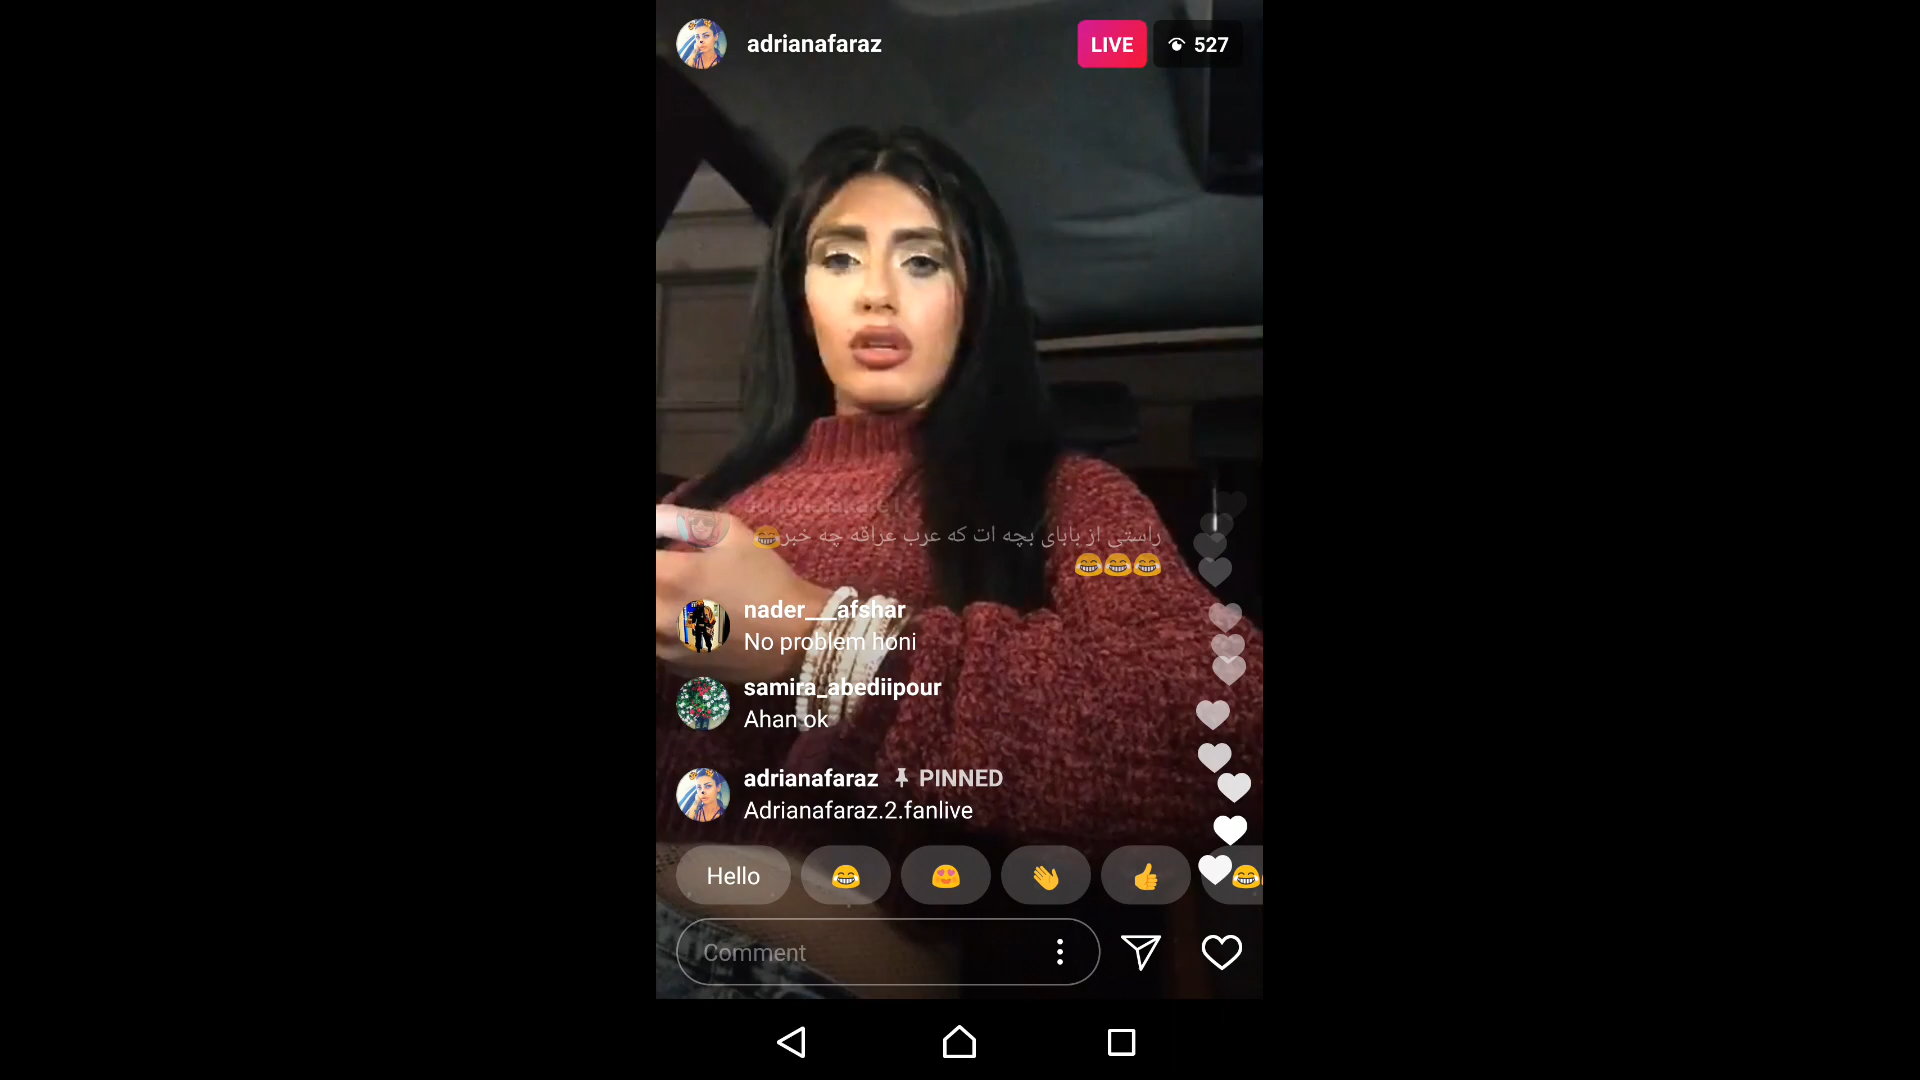 adrianafaraz
LIVE
527
راستی از بابای بچه ات که عرب عراقه چه خبر😂
😂😂😂
nader___afshar
No problem honi
samira_abediipour
Ahan ok
adrianafaraz PINNED
Adrianafaraz.2.fanlive
Hello 😂 😍 👋 👍 😂
Comment